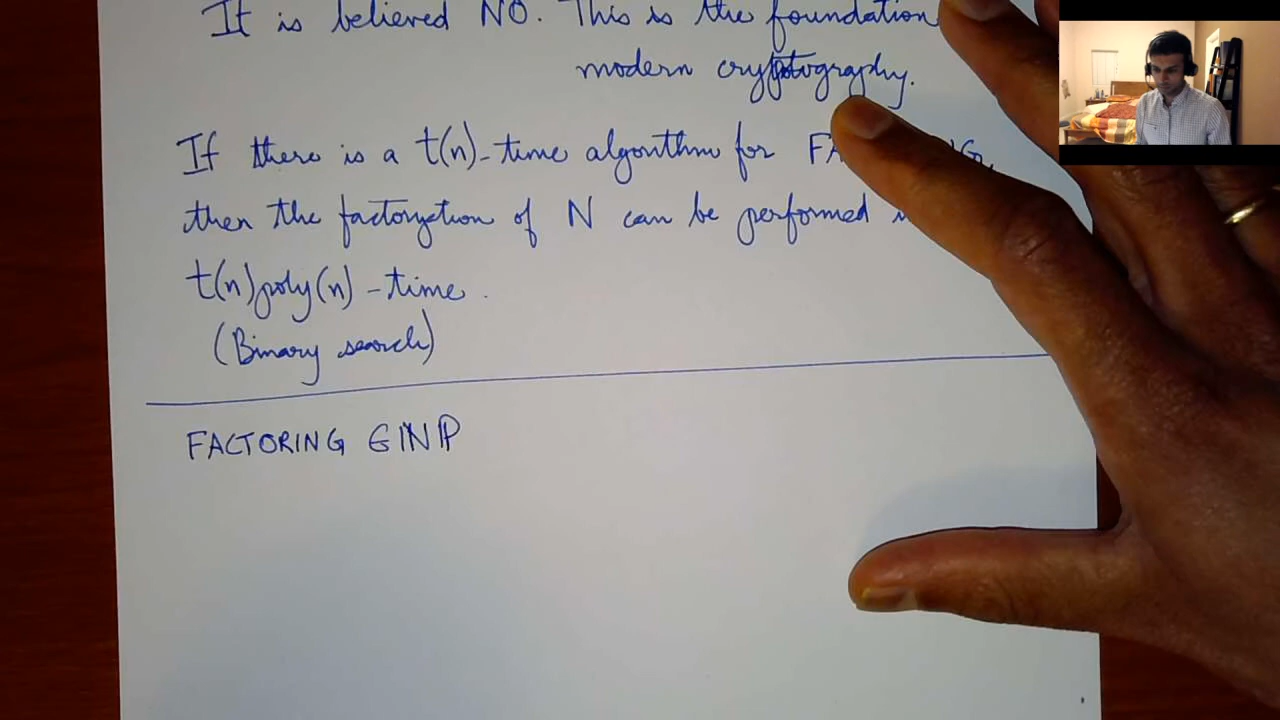 It is believed NO. This is the foundation
modern cryptography.
If there is a t(n)-time algorithm for
then the factorization of N can be performed
t(n)poly(n)-time.
(Binary search)
FACTORING ∈ NP